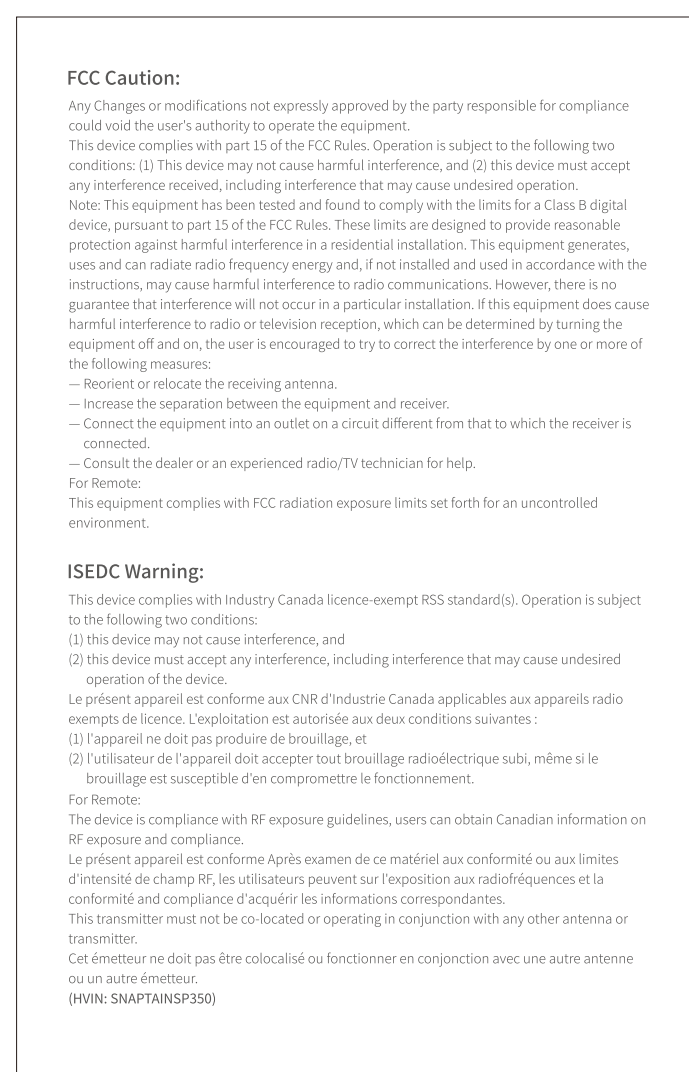 FCC Caution:
Any Changes or modifications not expressly approved by the party responsible for compliance
could void the user's authority to operate the equipment.
This device complies with part 15 of the FCC Rules. Operation is subject to the following two
conditions: (1) This device may not cause harmful interference, and (2) this device must accept
any interference received, including interference that may cause undesired operation.
Note: This equipment has been tested and found to comply with the limits for a Class B digital
device, pursuant to part 15 of the FCC Rules. These limits are designed to provide reasonable
protection against harmful interference in a residential installation. This equipment generates,
uses and can radiate radio frequency energy and, if not installed and used in accordance with the
instructions, may cause harmful interference to radio communications. However, there is no
guarantee that interference will not occur in a particular installation. If this equipment does cause
harmful interference to radio or television reception, which can be determined by turning the
equipment off and on, the user is encouraged to try to correct the interference by one or more of
the following measures:
— Reorient or relocate the receiving antenna.
— Increase the separation between the equipment and receiver.
— Connect the equipment into an outlet on a circuit different from that to which the receiver is
connected.
— Consult the dealer or an experienced radio/TV technician for help.
For Remote:
This equipment complies with FCC radiation exposure limits set forth for an uncontrolled
environment.
ISEDC Warning:
This device complies with Industry Canada licence-exempt RSS standard(s). Operation is subject
to the following two conditions:
(1) this device may not cause interference, and
(2) this device must accept any interference, including interference that may cause undesired
operation of the device.
Le présent appareil est conforme aux CNR d'Industrie Canada applicables aux appareils radio
exempts de licence. L'exploitation est autorisée aux deux conditions suivantes :
(1) l'appareil ne doit pas produire de brouillage, et
(2) l'utilisateur de l'appareil doit accepter tout brouillage radioélectrique subi, même si le
brouillage est susceptible d'en compromettre le fonctionnement.
For Remote:
The device is compliance with RF exposure guidelines, users can obtain Canadian information on
RF exposure and compliance.
Le présent appareil est conforme Après examen de ce matériel aux conformité ou aux limites
d'intensité de champ RF, les utilisateurs peuvent sur l'exposition aux radiofréquences et la
conformité and compliance d'acquérir les informations correspondantes.
This transmitter must not be co-located or operating in conjunction with any other antenna or
transmitter.
Cet émetteur ne doit pas être colocalisé ou fonctionner en conjonction avec une autre antenne
ou un autre émetteur.
(HVIN: SNAPTAINSP350)